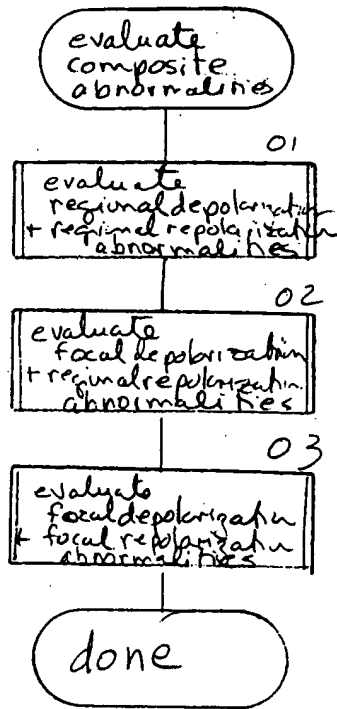 evaluate
composite
abnormalities
01
evaluate
regional depolarization
+ regional repolarization
abnormalities
02
evaluate
focal depolarization
+ regional repolarization
abnormalities
03
evaluate
focal depolarization
+ focal repolarization
abnormalities
done